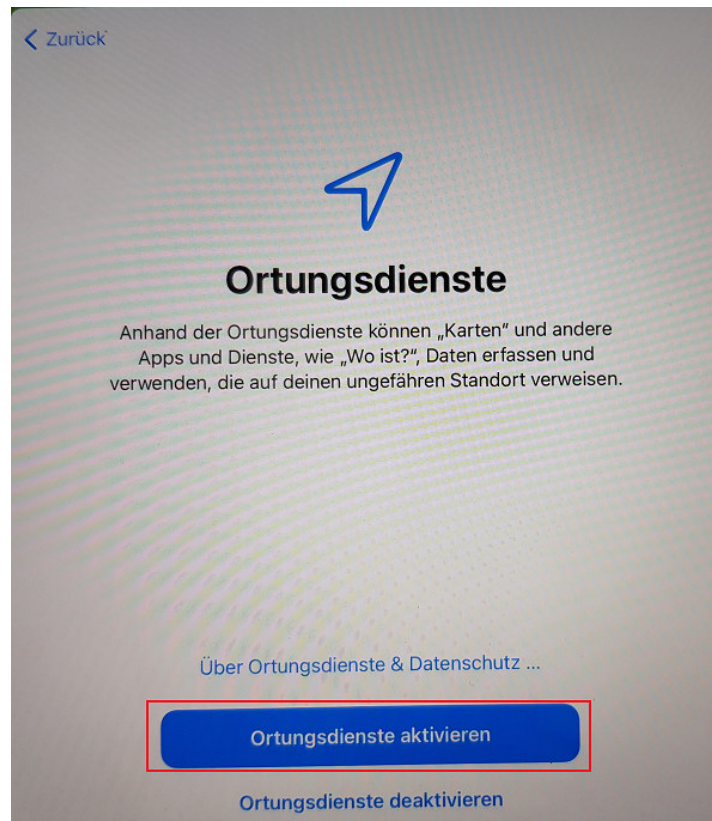 Zurück
Ortungsdienste
Anhand der Ortungsdienste können „Karten“ und andere
Apps und Dienste, wie „Wo ist?“, Daten erfassen und
verwenden, die auf deinen ungefähren Standort verweisen.
Über Ortungsdienste & Datenschutz ...
Ortungsdienste aktivieren
Ortungsdienste deaktivieren